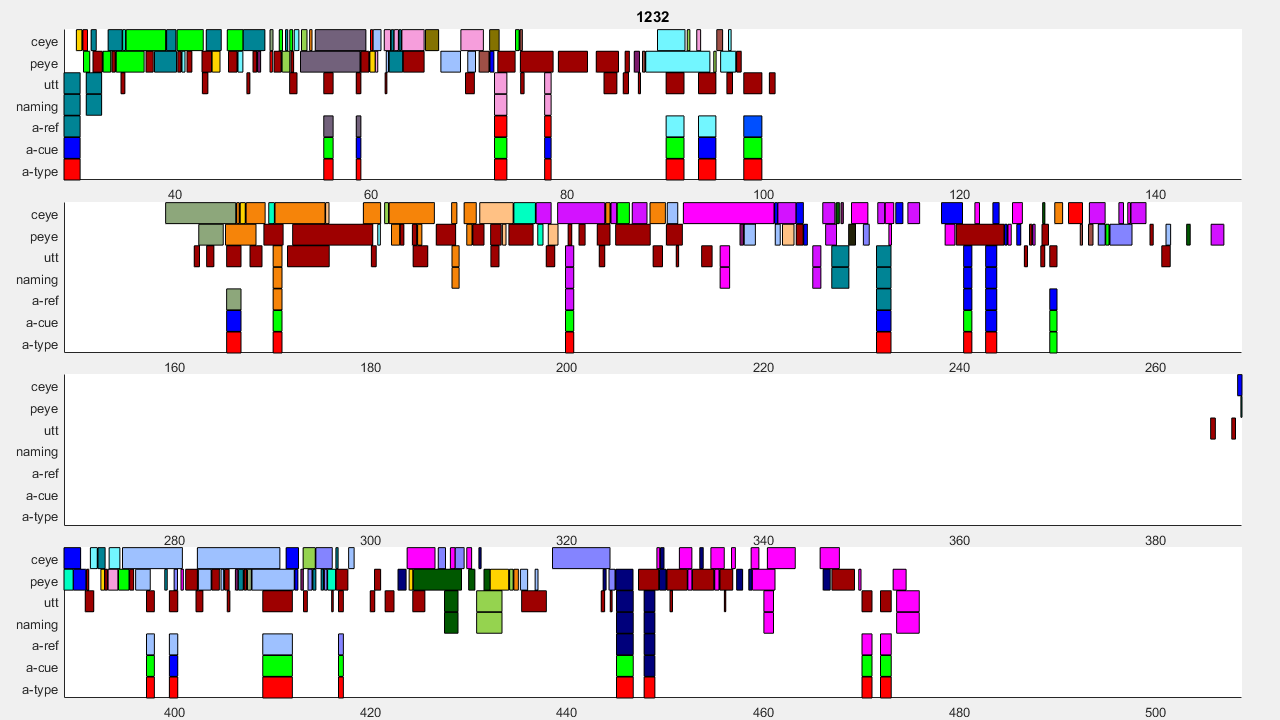 1232
ceye
peye
utt
naming
a-ref
a-cue
a-type
40 60 80 100 120 140
ceye
peye
utt
naming
a-ref
a-cue
a-type
160 180 200 220 240 260
ceye
peye
utt
naming
a-ref
a-cue
a-type
280 300 320 340 360 380
ceye
peye
utt
naming
a-ref
a-cue
a-type
400 420 440 460 480 500